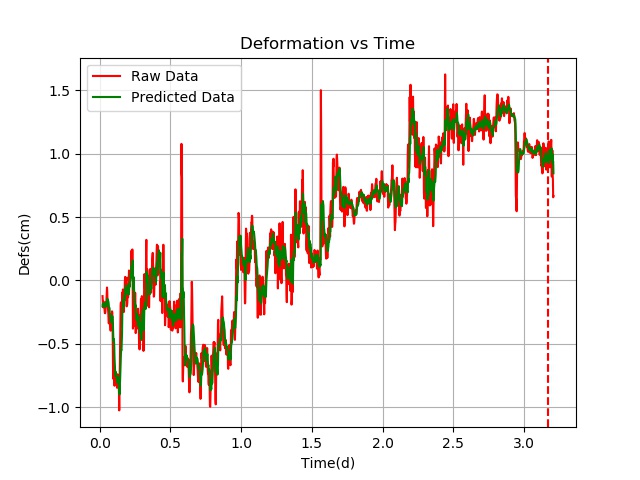 Deformation vs Time
Raw Data
Predicted Data
Defs(cm)
1.5
1.0
0.5
0.0
−0.5
−1.0
0.0 0.5 1.0 1.5 2.0 2.5 3.0
Time(d)